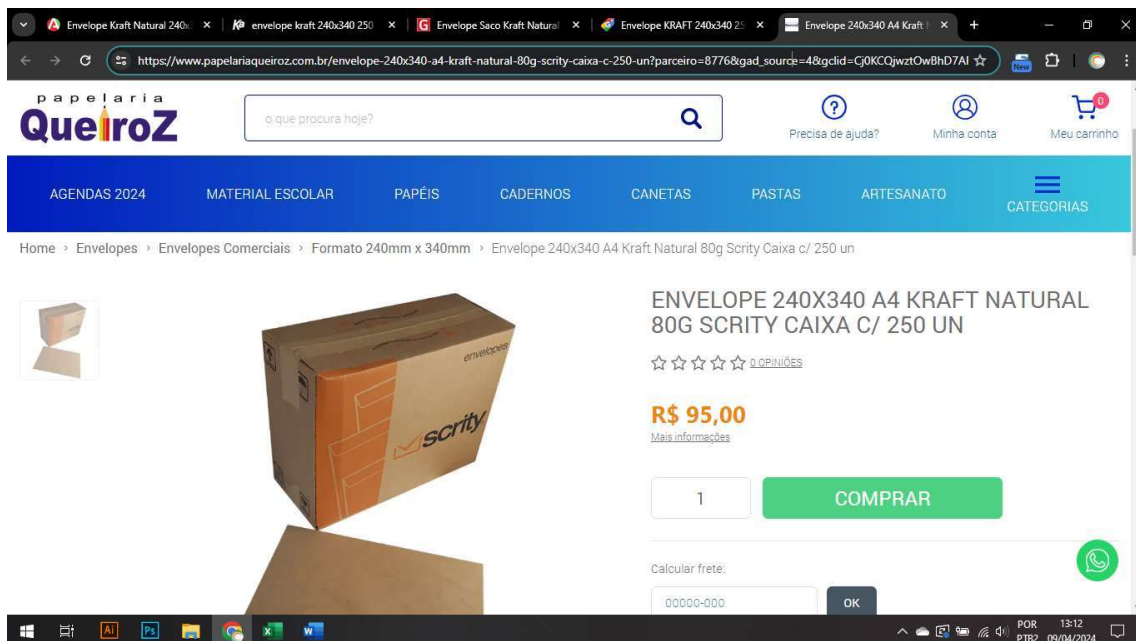 Envelope Kraft Natural 240x
envelope kraft 240x340 250
Envelope Saco Kraft Natural
Envelope KRAFT 240x340 25
Envelope 240x340 A4 Kraft
https://www.papelariaqueiroz.com.br/envelope-240x340-a4-kraft-natural-80g-scrity-caixa-c-250-un?parceiro=8776&gad_source=4&gclid=Cj0KCQjwztOwBhD7AI
New
papelaria
QueiroZ
o que procura hoje?
Precisa de ajuda?
Minha conta
0
Meu carrinho
AGENDAS 2024
MATERIAL ESCOLAR
PAPÉIS
CADERNOS
CANETAS
PASTAS
ARTESANATO
CATEGORIAS
Home > Envelopes > Envelopes Comerciais > Formato 240mm x 340mm > Envelope 240x340 A4 Kraft Natural 80g Scrity Caixa c/ 250 un
envelopes
scrity
ENVELOPE 240X340 A4 KRAFT NATURAL
80G SCRITY CAIXA C/ 250 UN
0 OPINIÕES
R$ 95,00
Mais informações
1
COMPRAR
Calcular frete:
00000-000
OK
Ai
Ps
POR
PTB2
13:12
09/04/2024